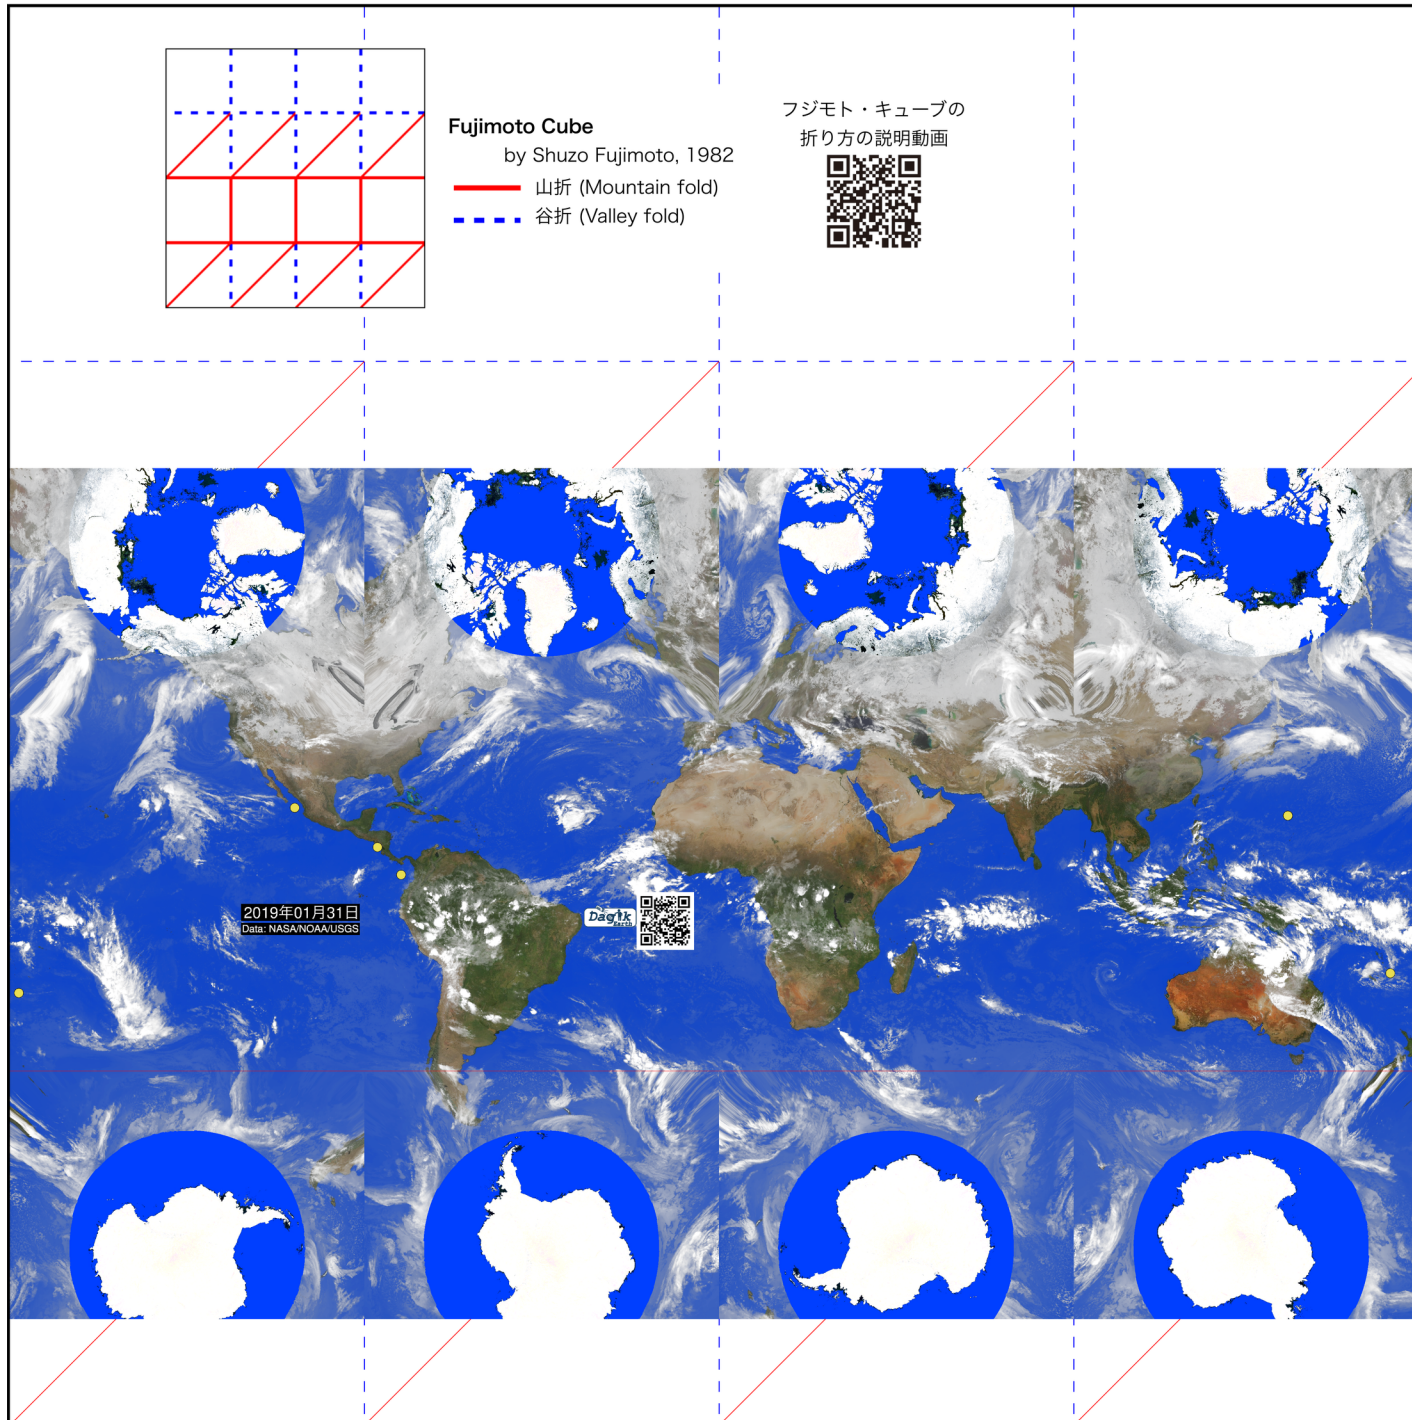 Fujimoto Cube
by Shuzo Fujimoto, 1982
山折 (Mountain fold)
谷折 (Valley fold)
フジモト・キューブの
折り方の説明動画
2019年01月31日
Data: NASA/NOAA/USGS
Dagik
Earth